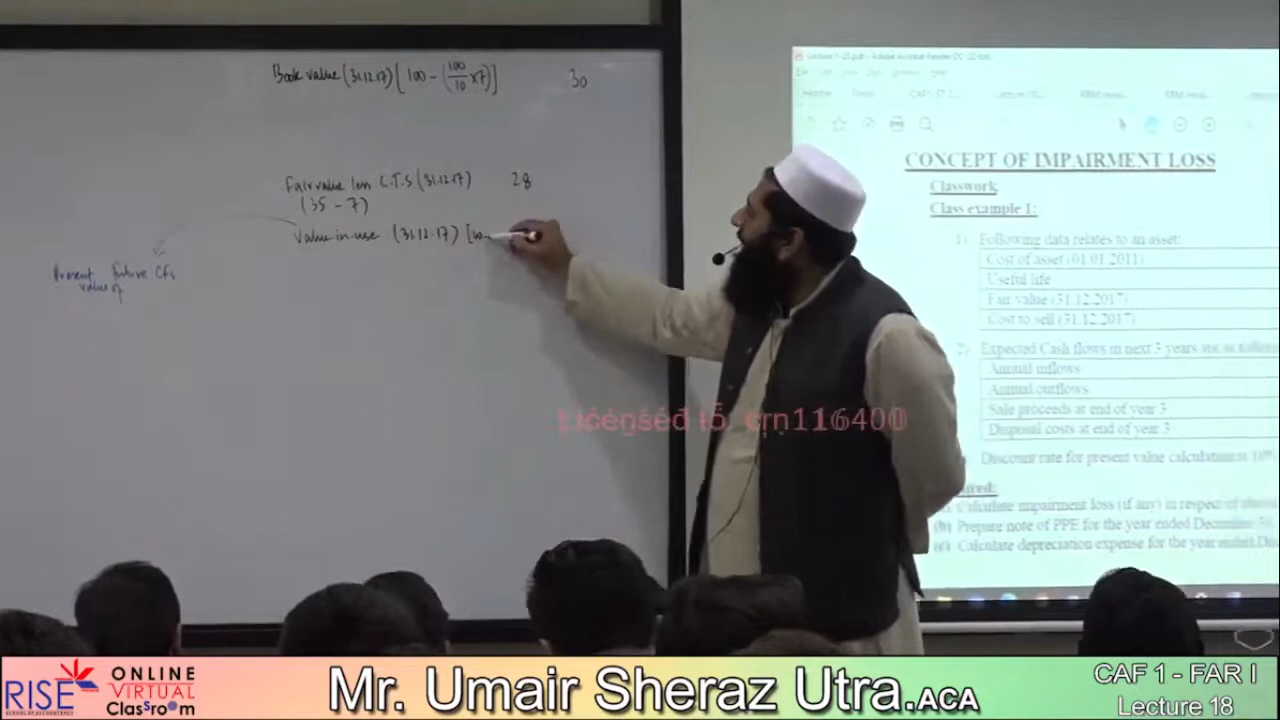 Book value (31.12.17) [100 - (100/10 x 7)] 30
Fair value less C.T.S (31.12.17) 28
(35 - 7)
Value in use (31.12.17) [w
Present value of future CFs
CONCEPT OF IMPAIRMENT LOSS
Classwork
Class example 1:
1) Following data relates to an asset:
Cost of asset (01.01.2011)
Useful life
Fair value (31.12.2017)
Cost to sell (31.12.2017)
2) Expected Cash flows in next 3 years are as follows
Annual inflows
Annual outflows
Sale proceeds at end of year 3
Disposal costs at end of year 3
Discount rate for present value calculation is 10%
Calculate impairment loss (if any) in respect of
(b) Prepare note of PPE for the year ended December 31,
(c) Calculate depreciation expense for the year ended
Licensed to crn116400
RISE
ONLINE
VIRTUAL
Classroom
Mr. Umair Sheraz Utra.ACA
CAF 1 - FAR I
Lecture 18